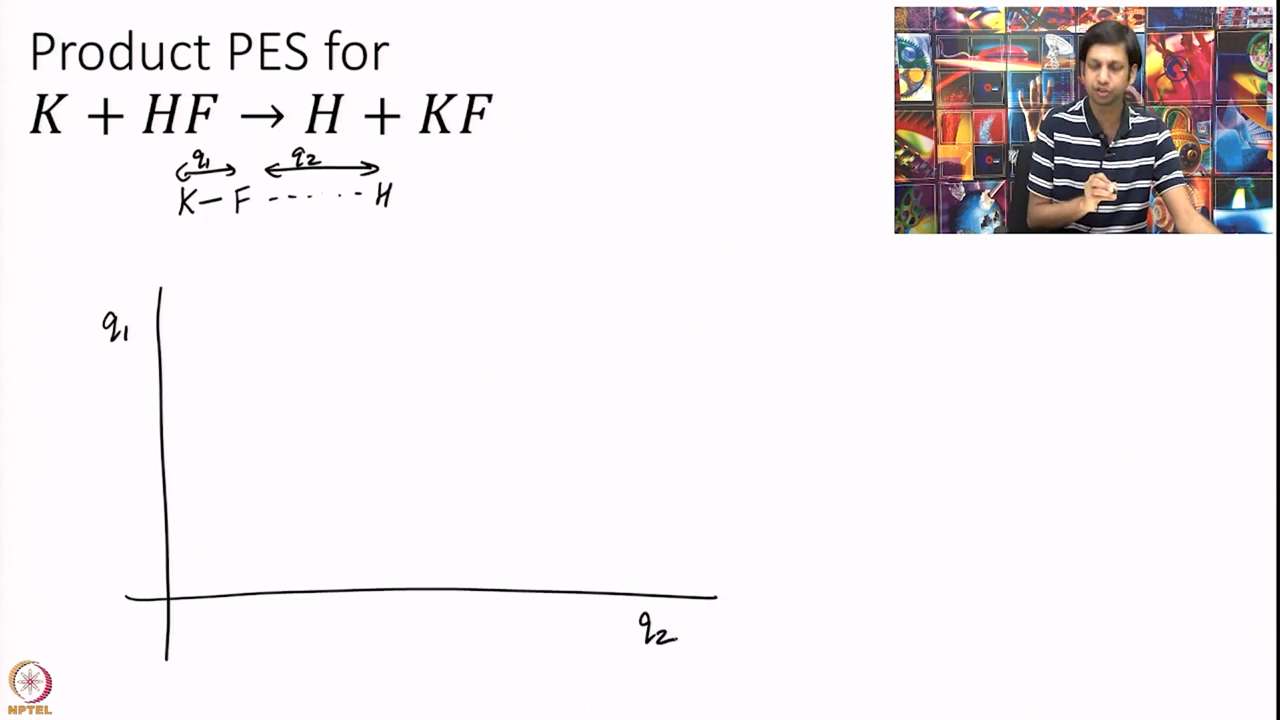 Product PES for
K + HF → H + KF
q₁ q₂
K – F - - - - - - H
q₁
q₂
NPTEL